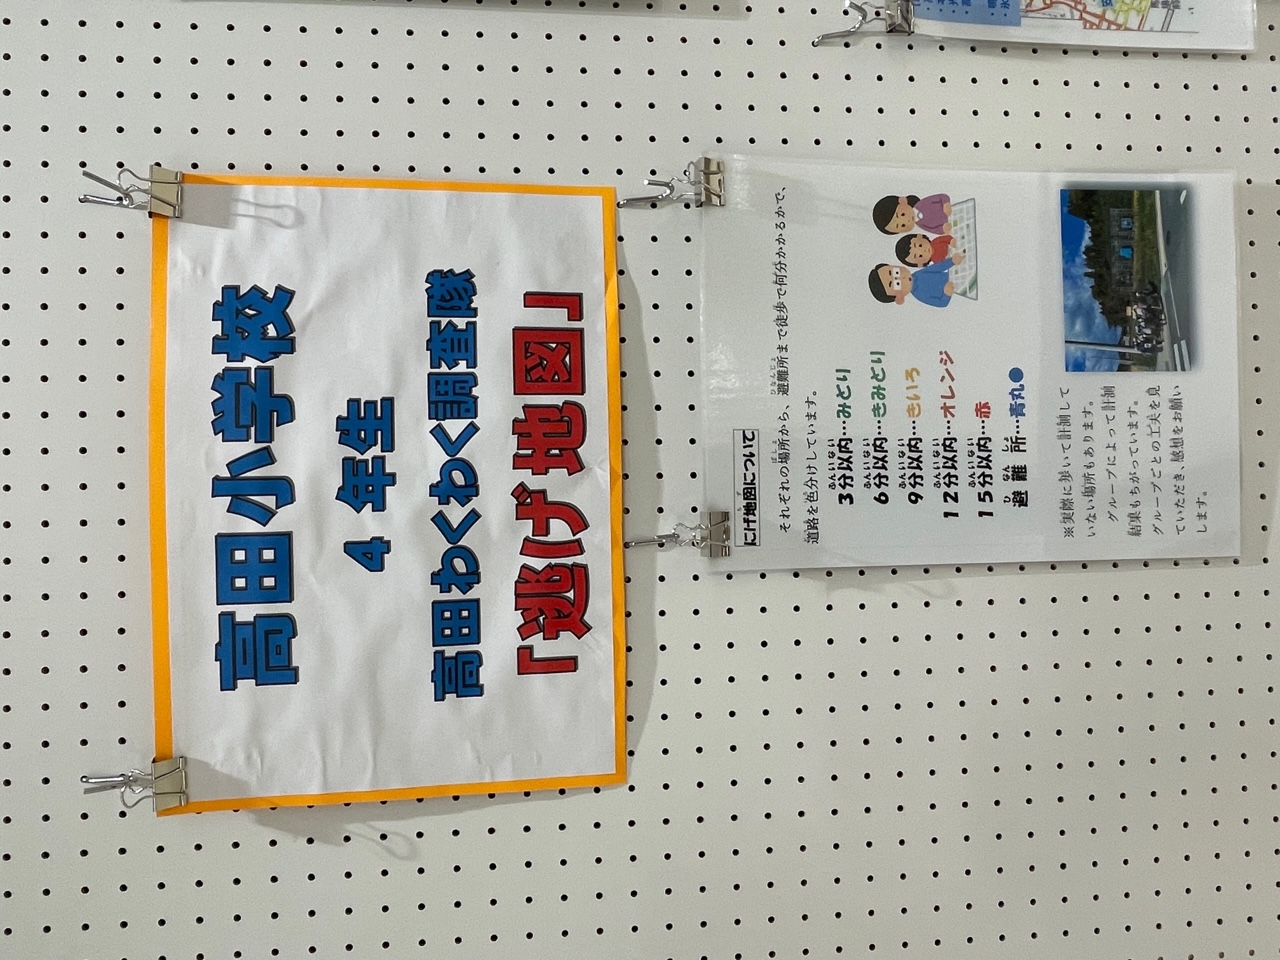 高田小学校
4 年生
高田わくわく調査隊
「逃げ地図」
にげ地図について
それぞれの場所から、避難所まで徒歩で何分かかるかで、
道路を色分けしています。
3分以内…みどり
6分以内…きみどり
9分以内…きいろ
12分以内…オレンジ
15分以内…赤
避難所…青丸●
※実際に歩いて計測して
いない場所もあります。
グループによって計測
結果もちがっています。
グループごとの工夫を見
ていただき、感想をお願い
します。